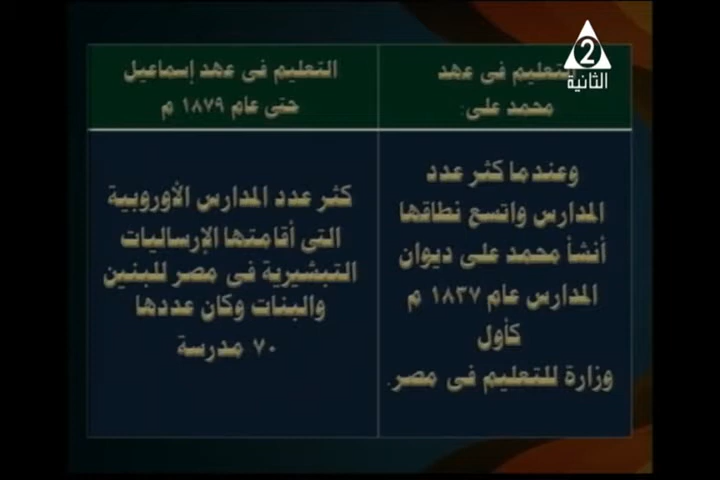 2
الثانية
التعليم فى عهد
محمد على:
وعندما كثر عدد
المدارس واتسع نطاقها
أنشأ محمد على ديوان
المدارس عام ١٨٣٧ م
كأول
وزارة للتعليم فى مصر.
التعليم فى عهد إسماعيل
حتى عام ١٨٧٩ م
كثر عدد المدارس الأوروبية
التى أقامتها الإرساليات
التبشيرية فى مصر للبنين
والبنات وكان عددها
٧٠ مدرسة